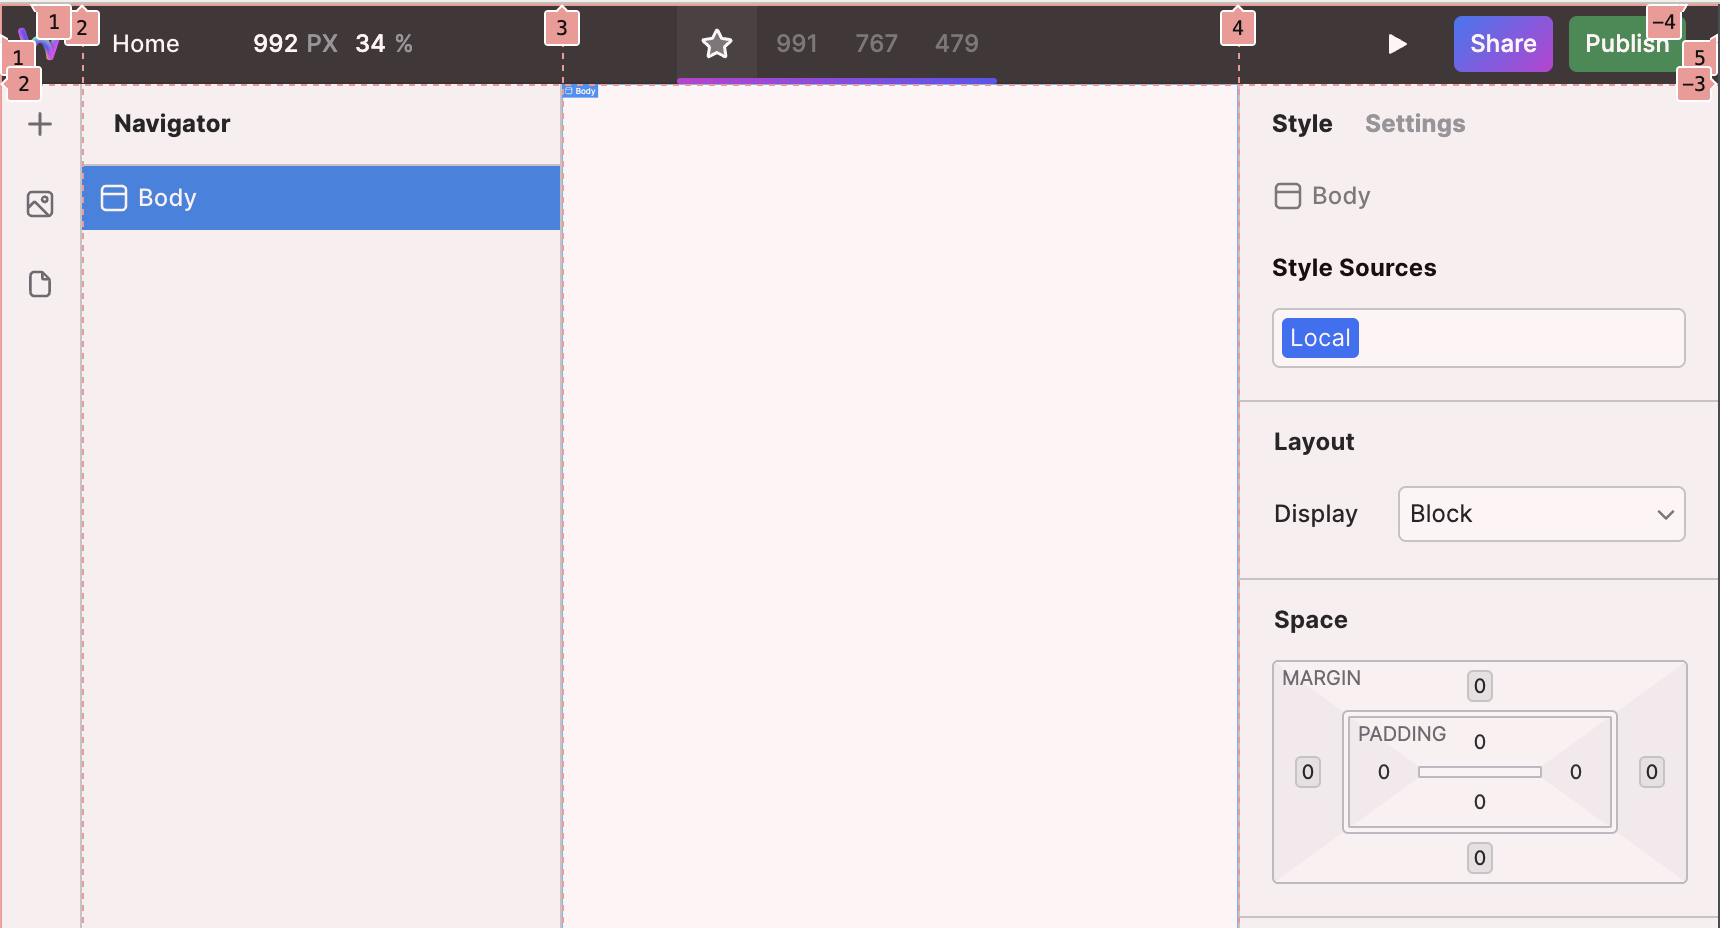 1
2
3
4
−4
Home
992 PX 34 %
991 767 479
Share
Publish
1
2
5
−3
Navigator
Body
Body
Style Settings
Body
Style Sources
Local
Layout
Display Block
Space
MARGIN
0
PADDING
0
0 0 0 0
0
0